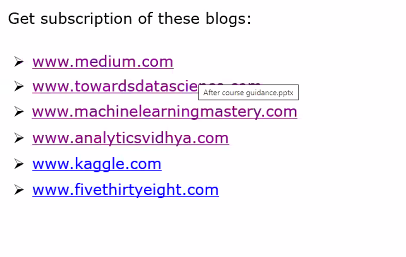 Get subscription of these blogs:
www.medium.com
www.towardsdatascience.com
After course guidance.pptx
www.machinelearningmastery.com
www.analyticsvidhya.com
www.kaggle.com
www.fivethirtyeight.com